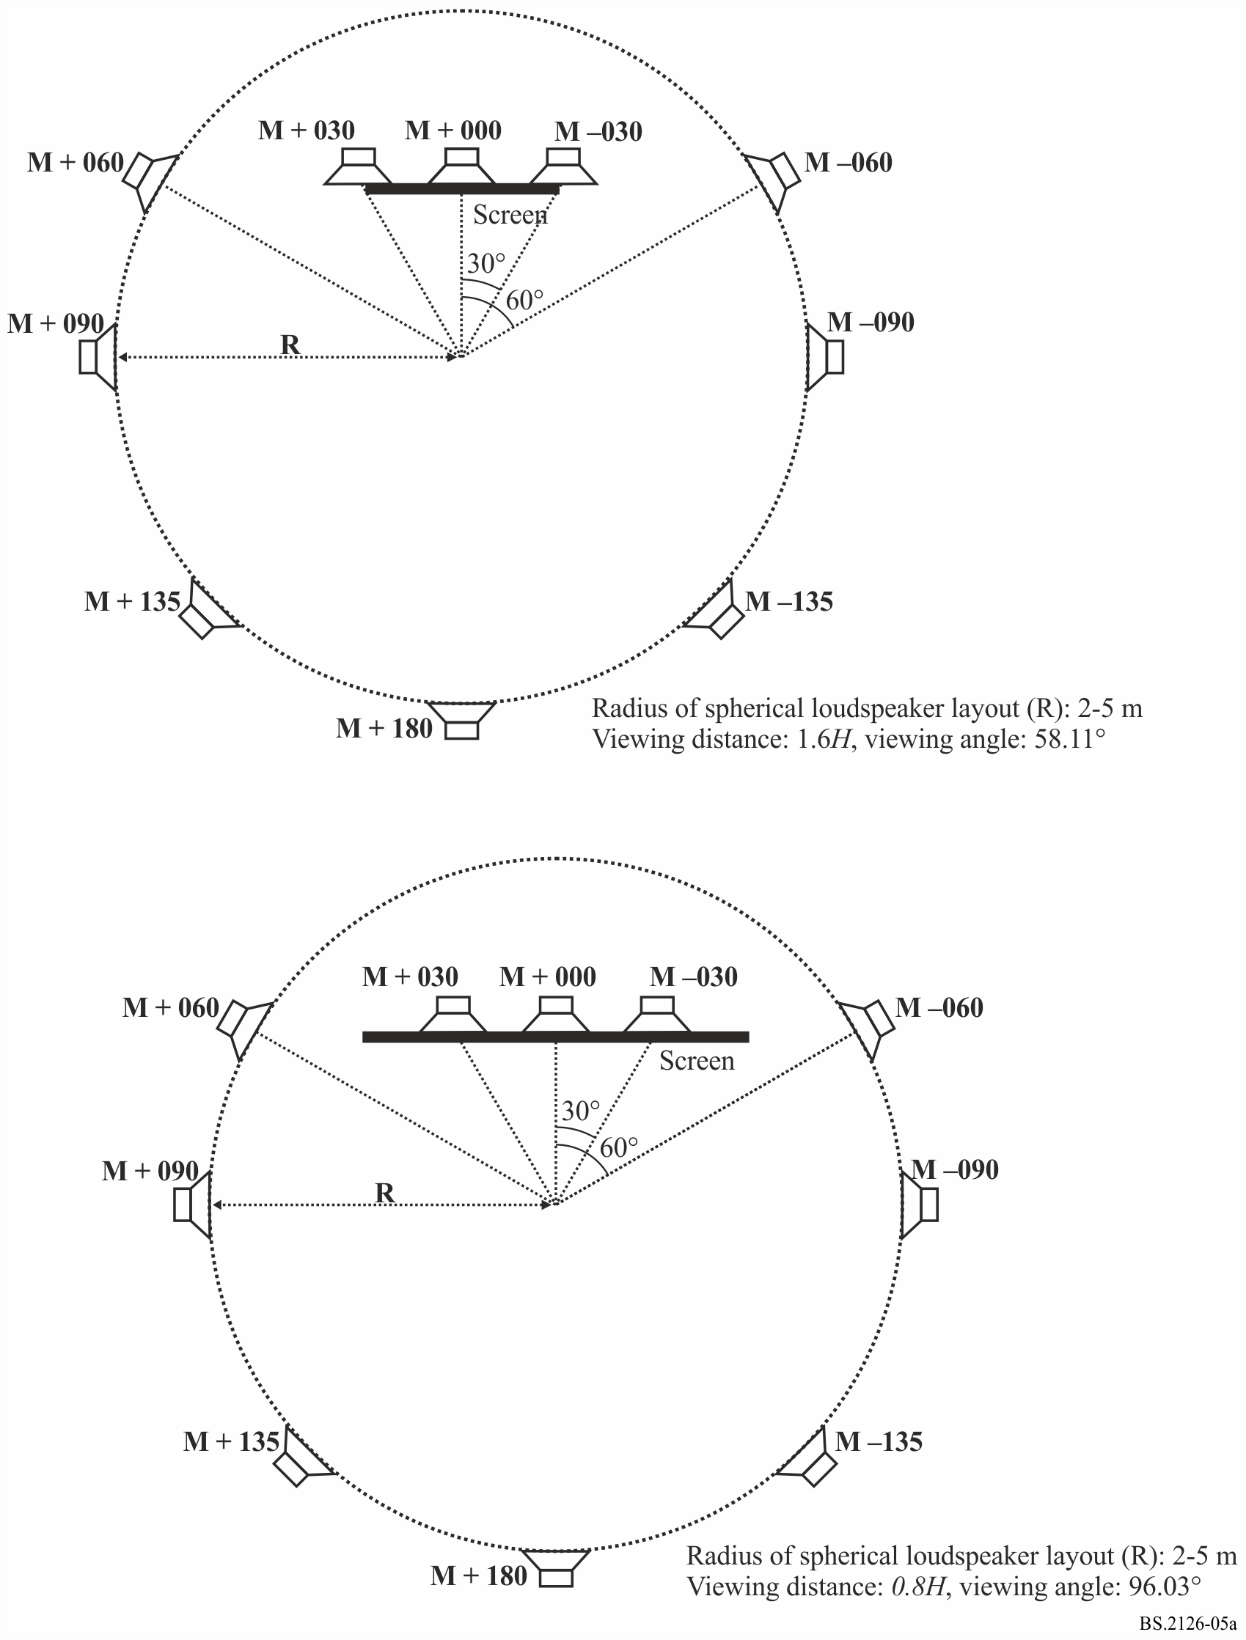 M + 030 M + 000 M –030
M + 060 M –060
Screen
30°
60°
M + 090 M –090
R
M + 135 M –135
M + 180
Radius of spherical loudspeaker layout (R): 2-5 m
Viewing distance: 1.6H, viewing angle: 58.11°
M + 030 M + 000 M –030
M + 060 M –060
Screen
30°
60°
M + 090 M –090
R
M + 135 M –135
M + 180
Radius of spherical loudspeaker layout (R): 2-5 m
Viewing distance: 0.8H, viewing angle: 96.03°
BS.2126-05a